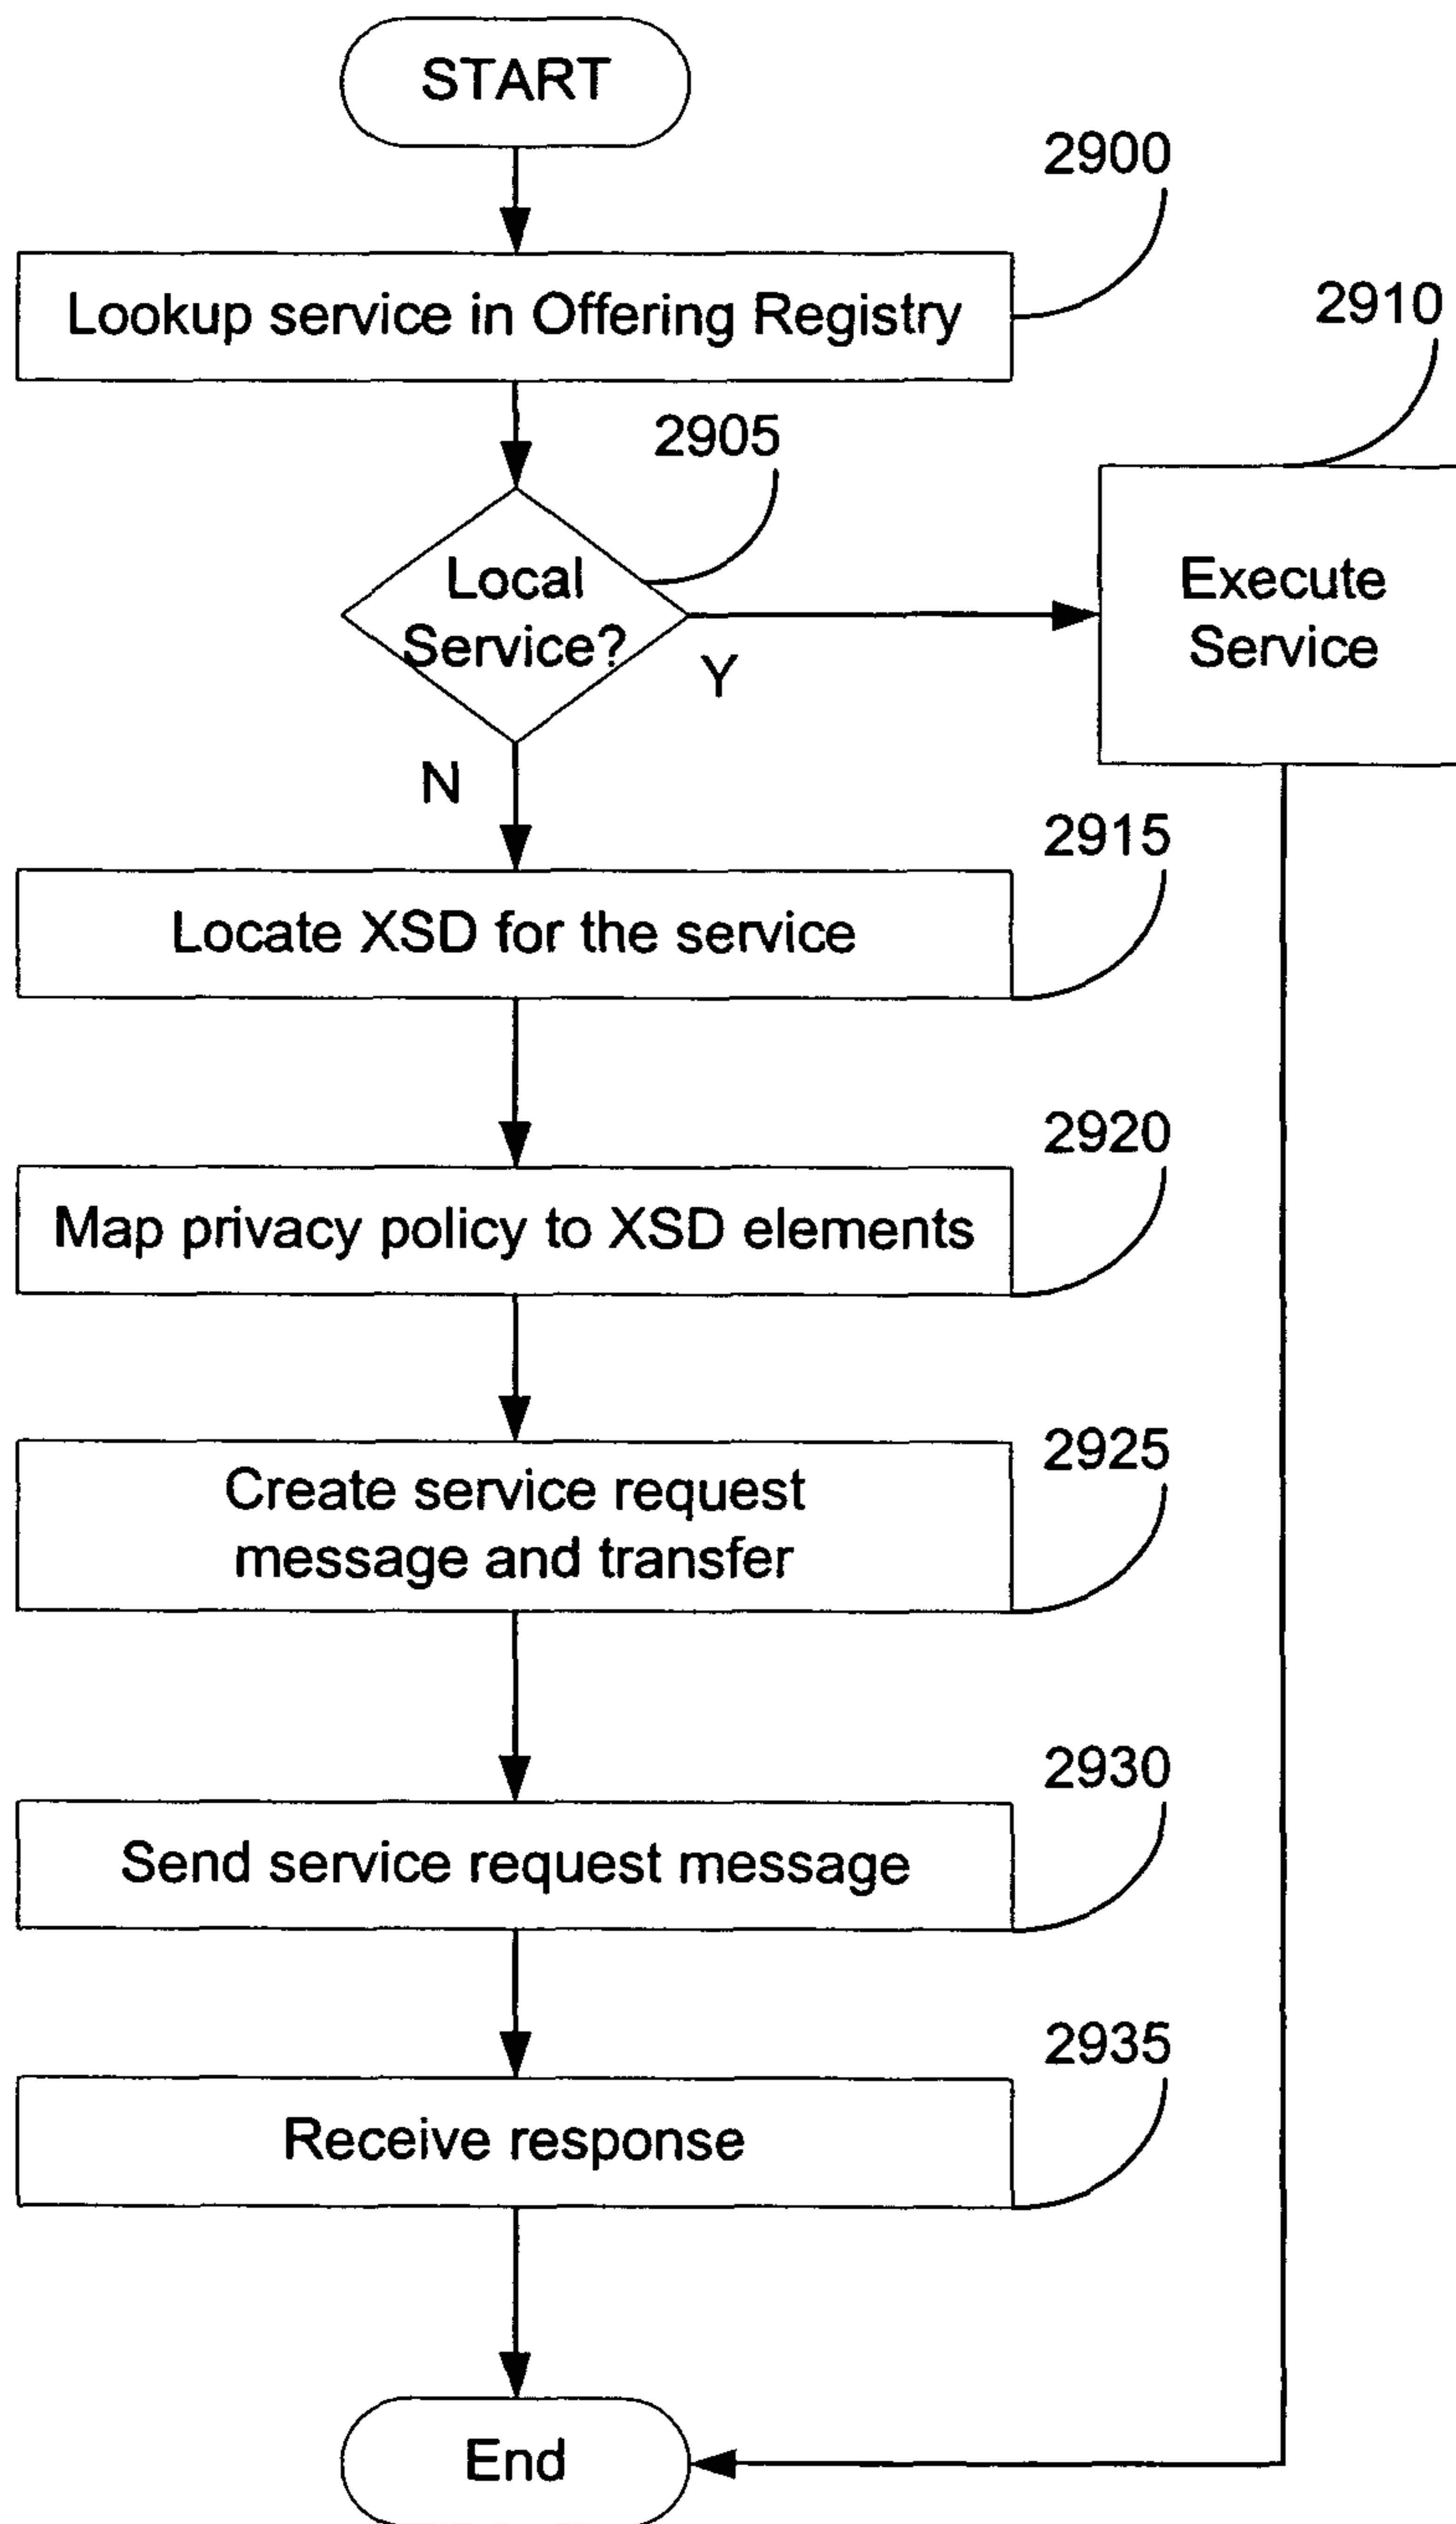 START
2900
Lookup service in Offering Registry
2910
2905
Local
Service?
Execute
Service
Y
N
2915
Locate XSD for the service
2920
Map privacy policy to XSD elements
2925
Create service request
message and transfer
2930
Send service request message
2935
Receive response
End